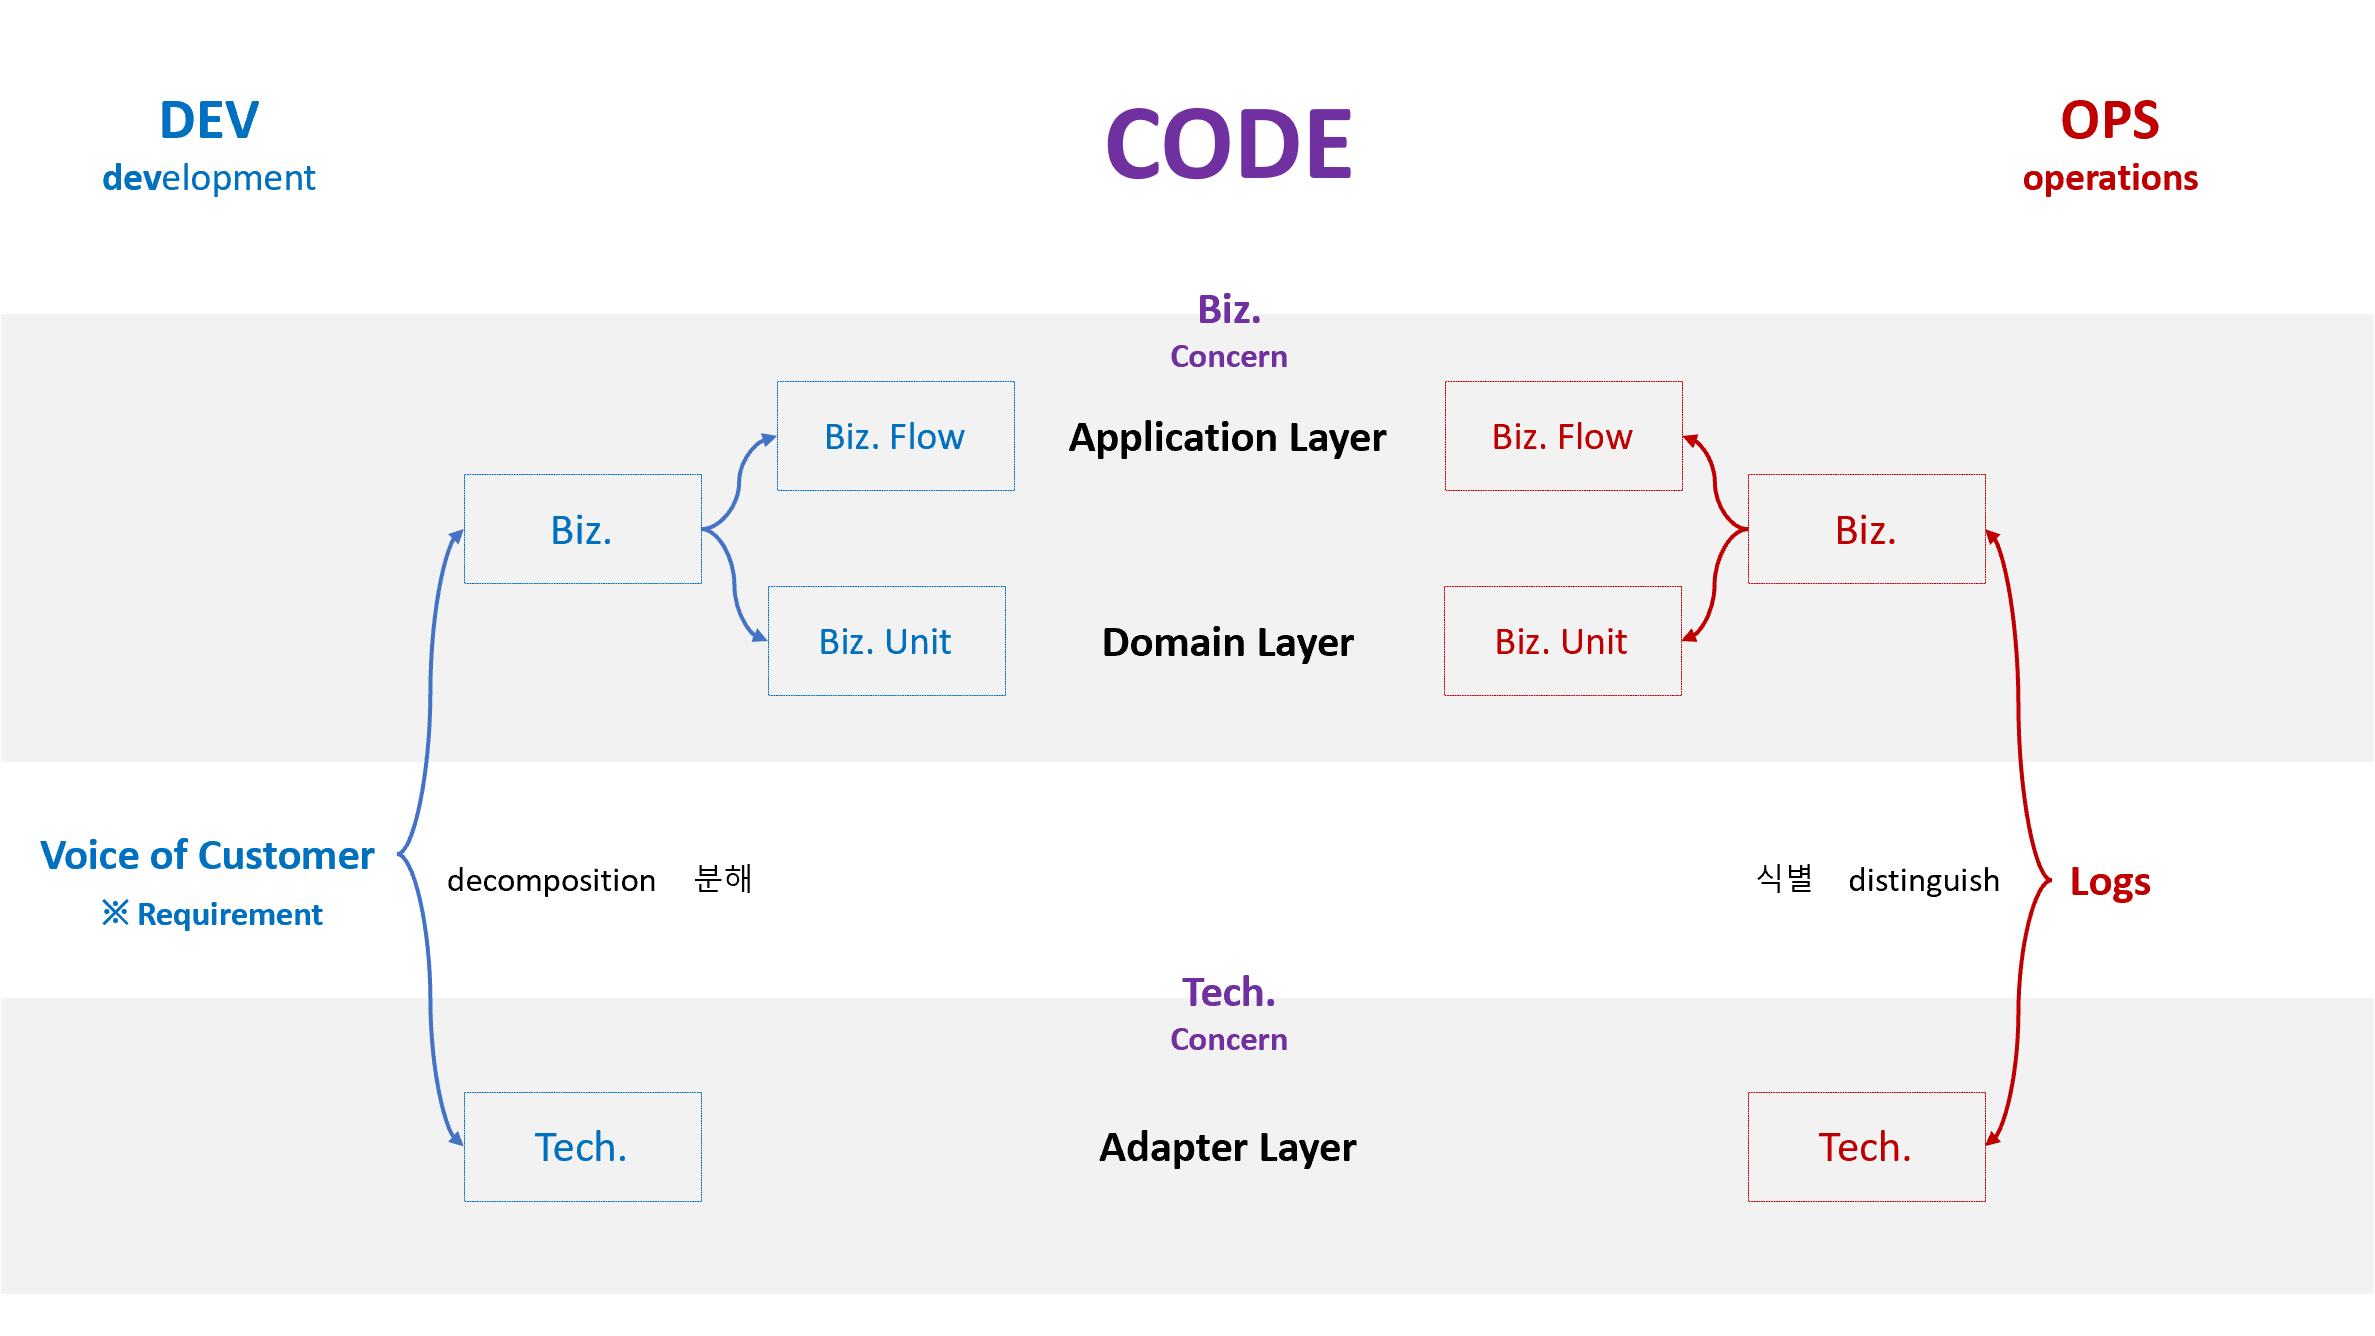 DEV
development
CODE
OPS
operations
Biz.
Concern
Biz. Flow
Application Layer
Biz. Flow
Biz.
Biz.
Biz. Unit
Domain Layer
Biz. Unit
Voice of Customer
※ Requirement
decomposition 분해
식별 distinguish
Logs
Tech.
Concern
Tech.
Adapter Layer
Tech.